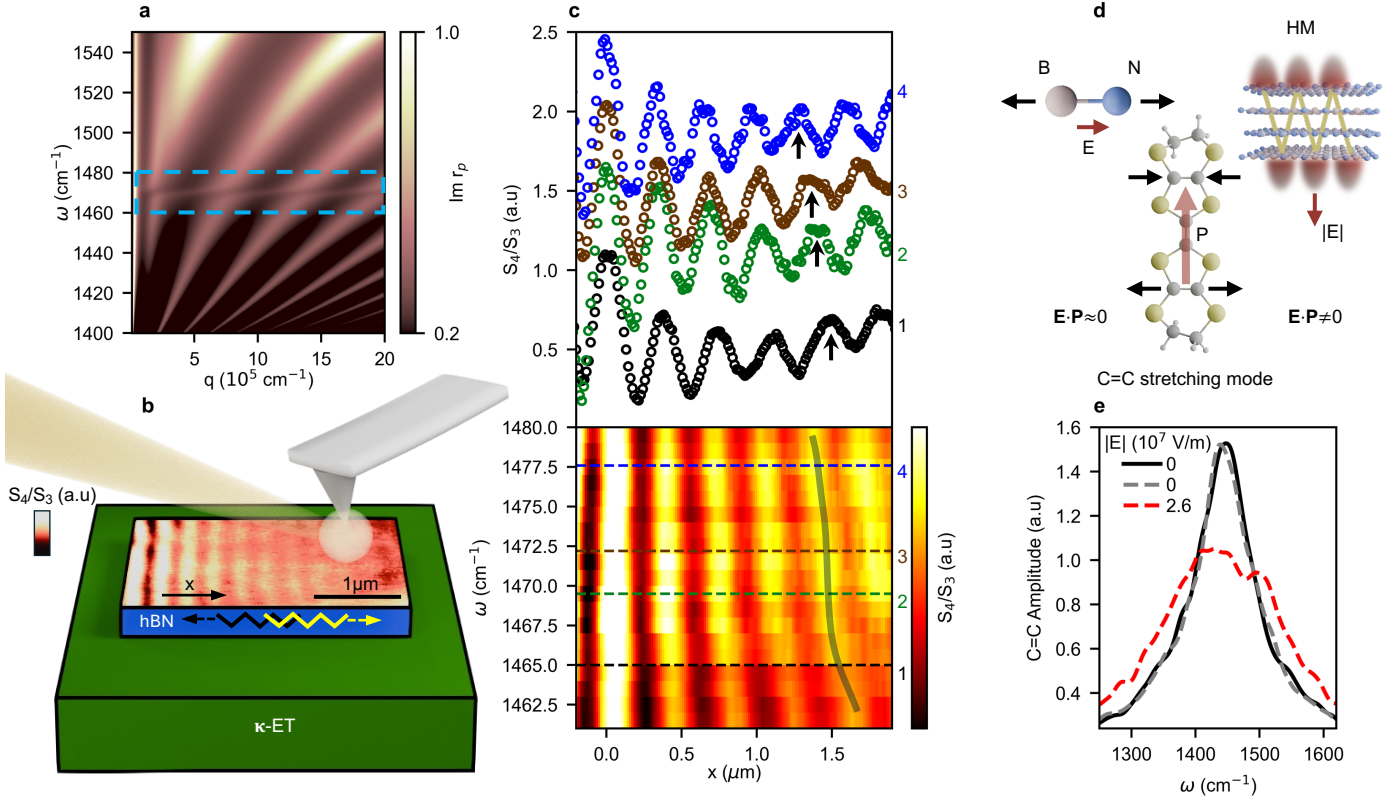 a
1540
1520
1500
1480
1460
1440
1420
1400
ω (cm⁻¹)
5 10 15 20
q (10⁵ cm⁻¹)
1.0
0.2
Im rₚ
b
S₄/S₃ (a.u)
x
1μm
hBN
κ-ET
c
2.5
2.0
1.5
1.0
0.5
S₄/S₃ (a.u)
4
3
2
1
1480.0
1477.5
1475.0
1472.5
1470.0
1467.5
1465.0
1462.5
ω (cm⁻¹)
4
3
2
1
0.0 0.5 1.0 1.5
x (μm)
S₄/S₃ (a.u)
d
HM
B N
E
P
|E|
E·P≈0
E·P≠0
C=C stretching mode
e
|E| (10⁷ V/m)
0
0
2.6
1.6
1.4
1.2
1.0
0.8
0.6
0.4
C=C Amplitude (a.u)
1300 1400 1500 1600
ω (cm⁻¹)